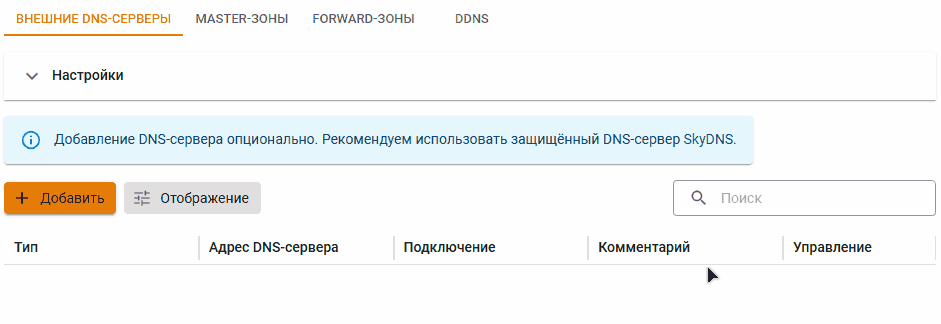 ВНЕШНИЕ DNS-СЕРВЕРЫ MASTER-ЗОНЫ FORWARD-ЗОНЫ DDNS
Настройки
Добавление DNS-сервера опционально. Рекомендуем использовать защищённый DNS-сервер SkyDNS.
Добавить Отображение Поиск
Тип Адрес DNS-сервера Подключение Комментарий Управление